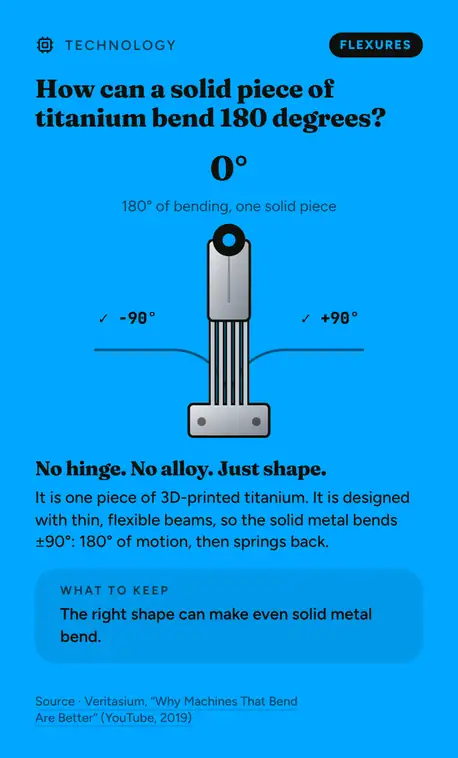 TECHNOLOGY
FLEXURES
How can a solid piece of
titanium bend 180 degrees?
0°
180° of bending, one solid piece
✓ -90°
✓ +90°
No hinge. No alloy. Just shape.
It is one piece of 3D-printed titanium. It is designed
with thin, flexible beams, so the solid metal bends
±90°: 180° of motion, then springs back.
WHAT TO KEEP
The right shape can make even solid metal
bend.
Source · Veritasium, “Why Machines That Bend
Are Better” (YouTube, 2019)